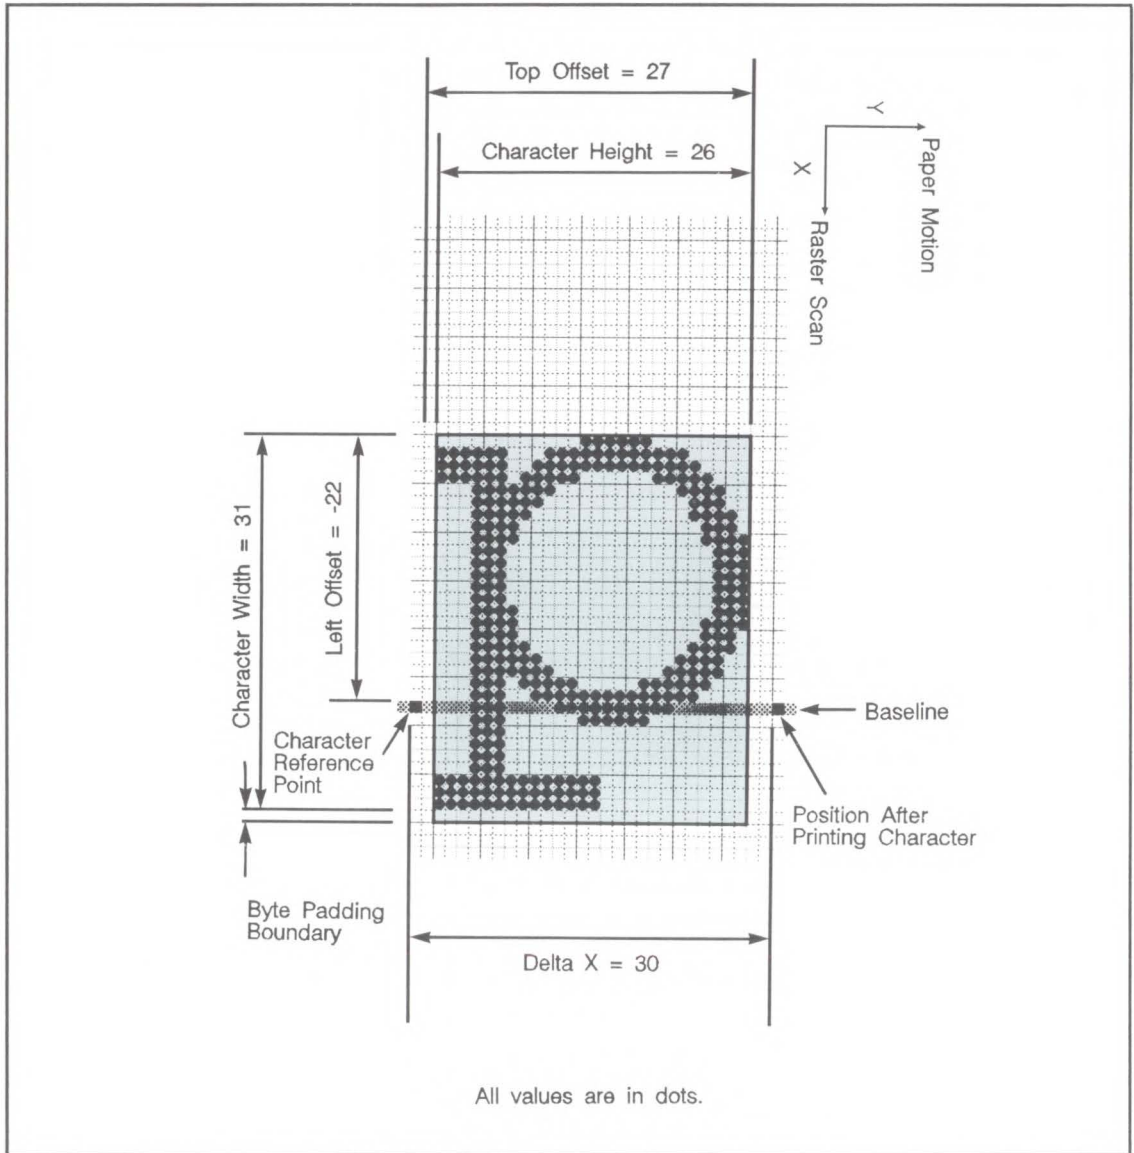 Top Offset = 27
Character Height = 26
Y
X
Paper Motion
Raster Scan
Character Width = 31
Left Offset = -22
Character
Reference
Point
Baseline
Position After
Printing Character
Byte Padding
Boundary
Delta X = 30
All values are in dots.